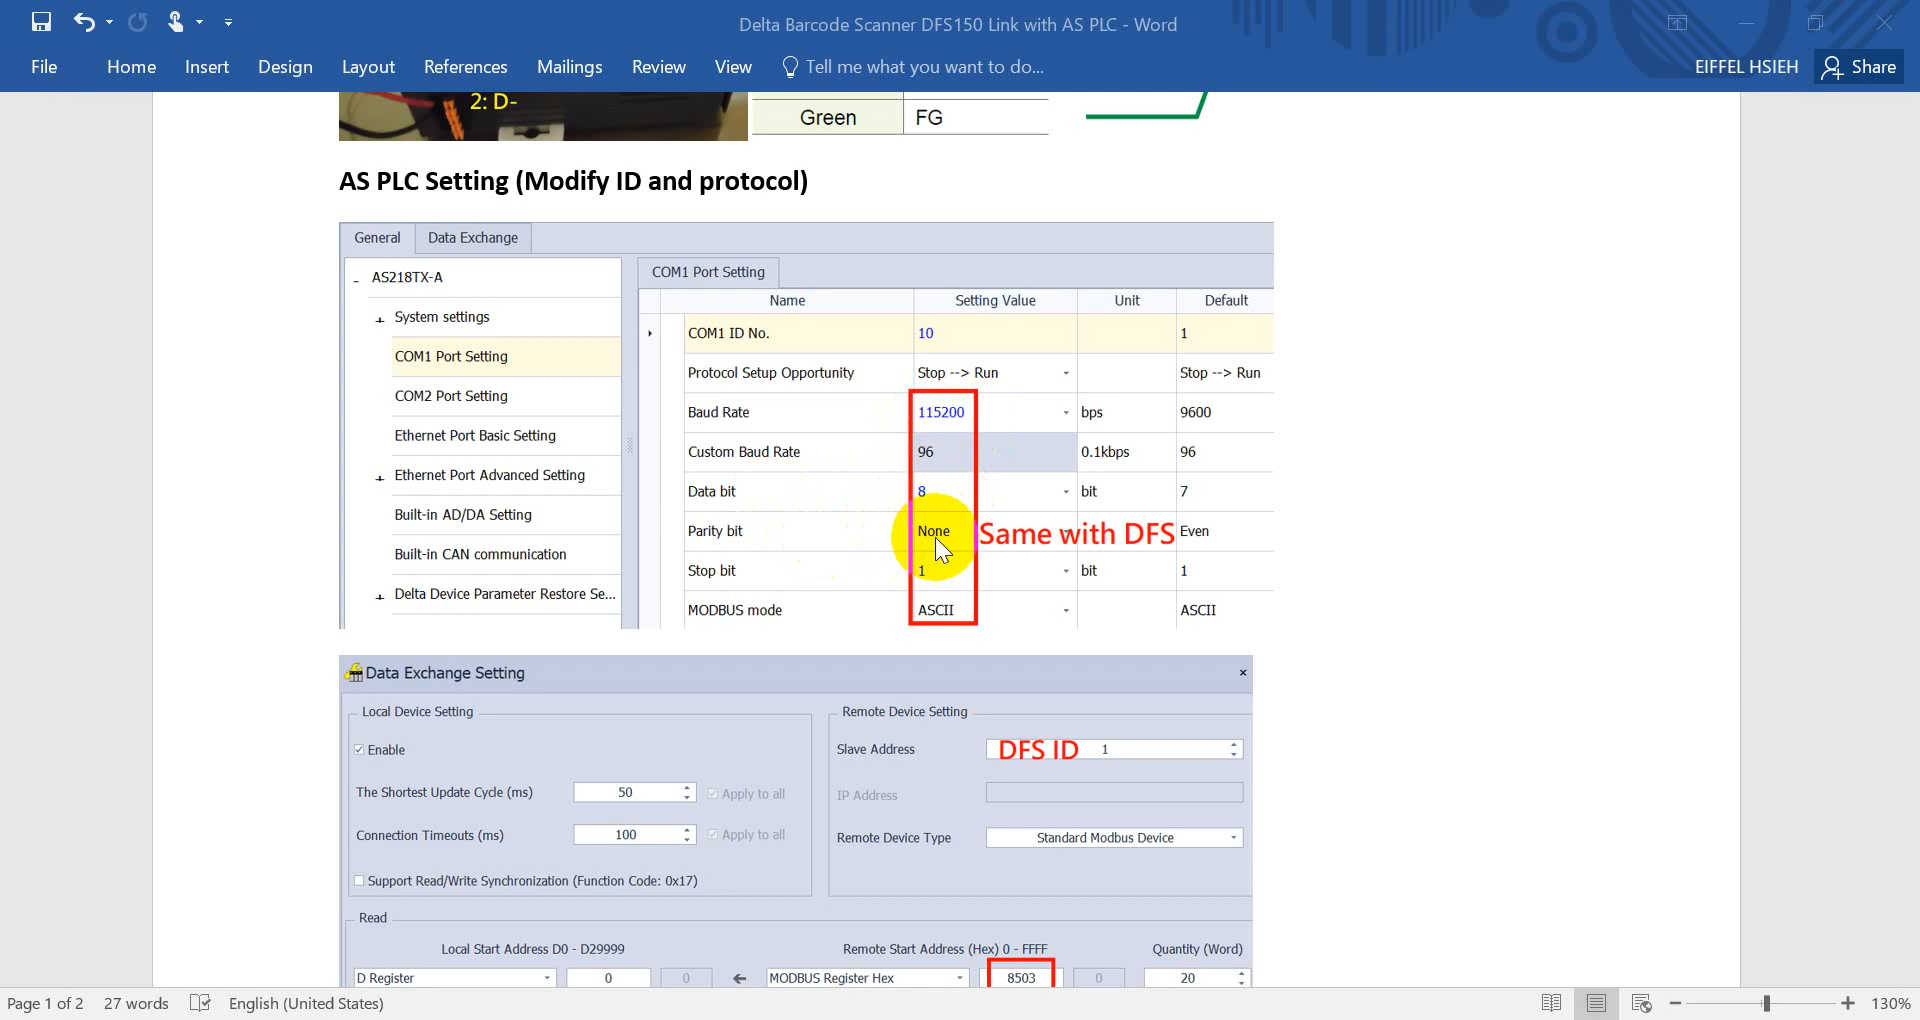 Delta Barcode Scanner DFS150 Link with AS PLC - Word
File Home Insert Design Layout References Mailings Review View Tell me what you want to do... EIFFEL HSIEH Share
2: D-
Green FG
AS PLC Setting (Modify ID and protocol)
General Data Exchange
AS218TX-A
System settings
COM1 Port Setting
COM2 Port Setting
Ethernet Port Basic Setting
Ethernet Port Advanced Setting
Built-in AD/DA Setting
Built-in CAN communication
Delta Device Parameter Restore Se...
COM1 Port Setting
Name Setting Value Unit Default
COM1 ID No. 10 1
Protocol Setup Opportunity Stop --> Run Stop --> Run
Baud Rate 115200 bps 9600
Custom Baud Rate 96 0.1kbps 96
Data bit 8 bit 7
Parity bit None Same with DFS Even
Stop bit 1 bit 1
MODBUS mode ASCII ASCII
Data Exchange Setting
Local Device Setting
Enable
The Shortest Update Cycle (ms) 50 Apply to all
Connection Timeouts (ms) 100 Apply to all
Support Read/Write Synchronization (Function Code: 0x17)
Remote Device Setting
Slave Address DFS ID 1
IP Address
Remote Device Type Standard Modbus Device
Read
Local Start Address D0 - D29999 Remote Start Address (Hex) 0 - FFFF Quantity (Word)
D Register 0 0 MODBUS Register Hex 8503 0 20
Page 1 of 2 27 words English (United States) 130%